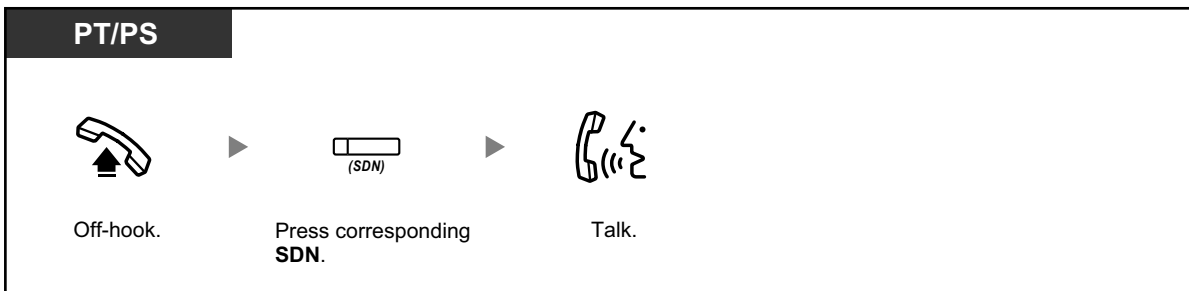 PT/PS
(SDN)
Off-hook.
Press corresponding
SDN.
Talk.